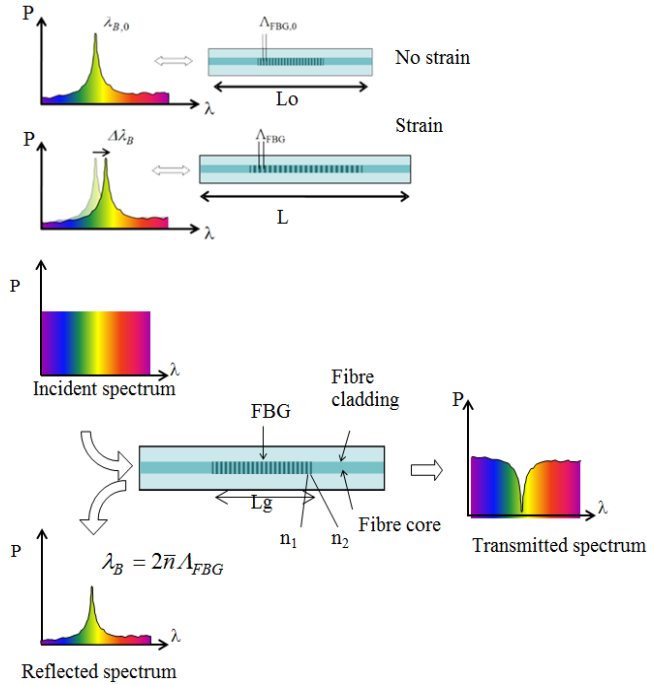 P
λB,0
ΛFBG,0
No strain
λ
Lo
Strain
P
ΔλB
ΛFBG
λ
L
P
λ
Incident spectrum
Fibre
cladding
FBG
P
Lg
Fibre core
λ
n1
n2
Transmitted spectrum
P
λB = 2n̅ΛFBG
λ
Reflected spectrum